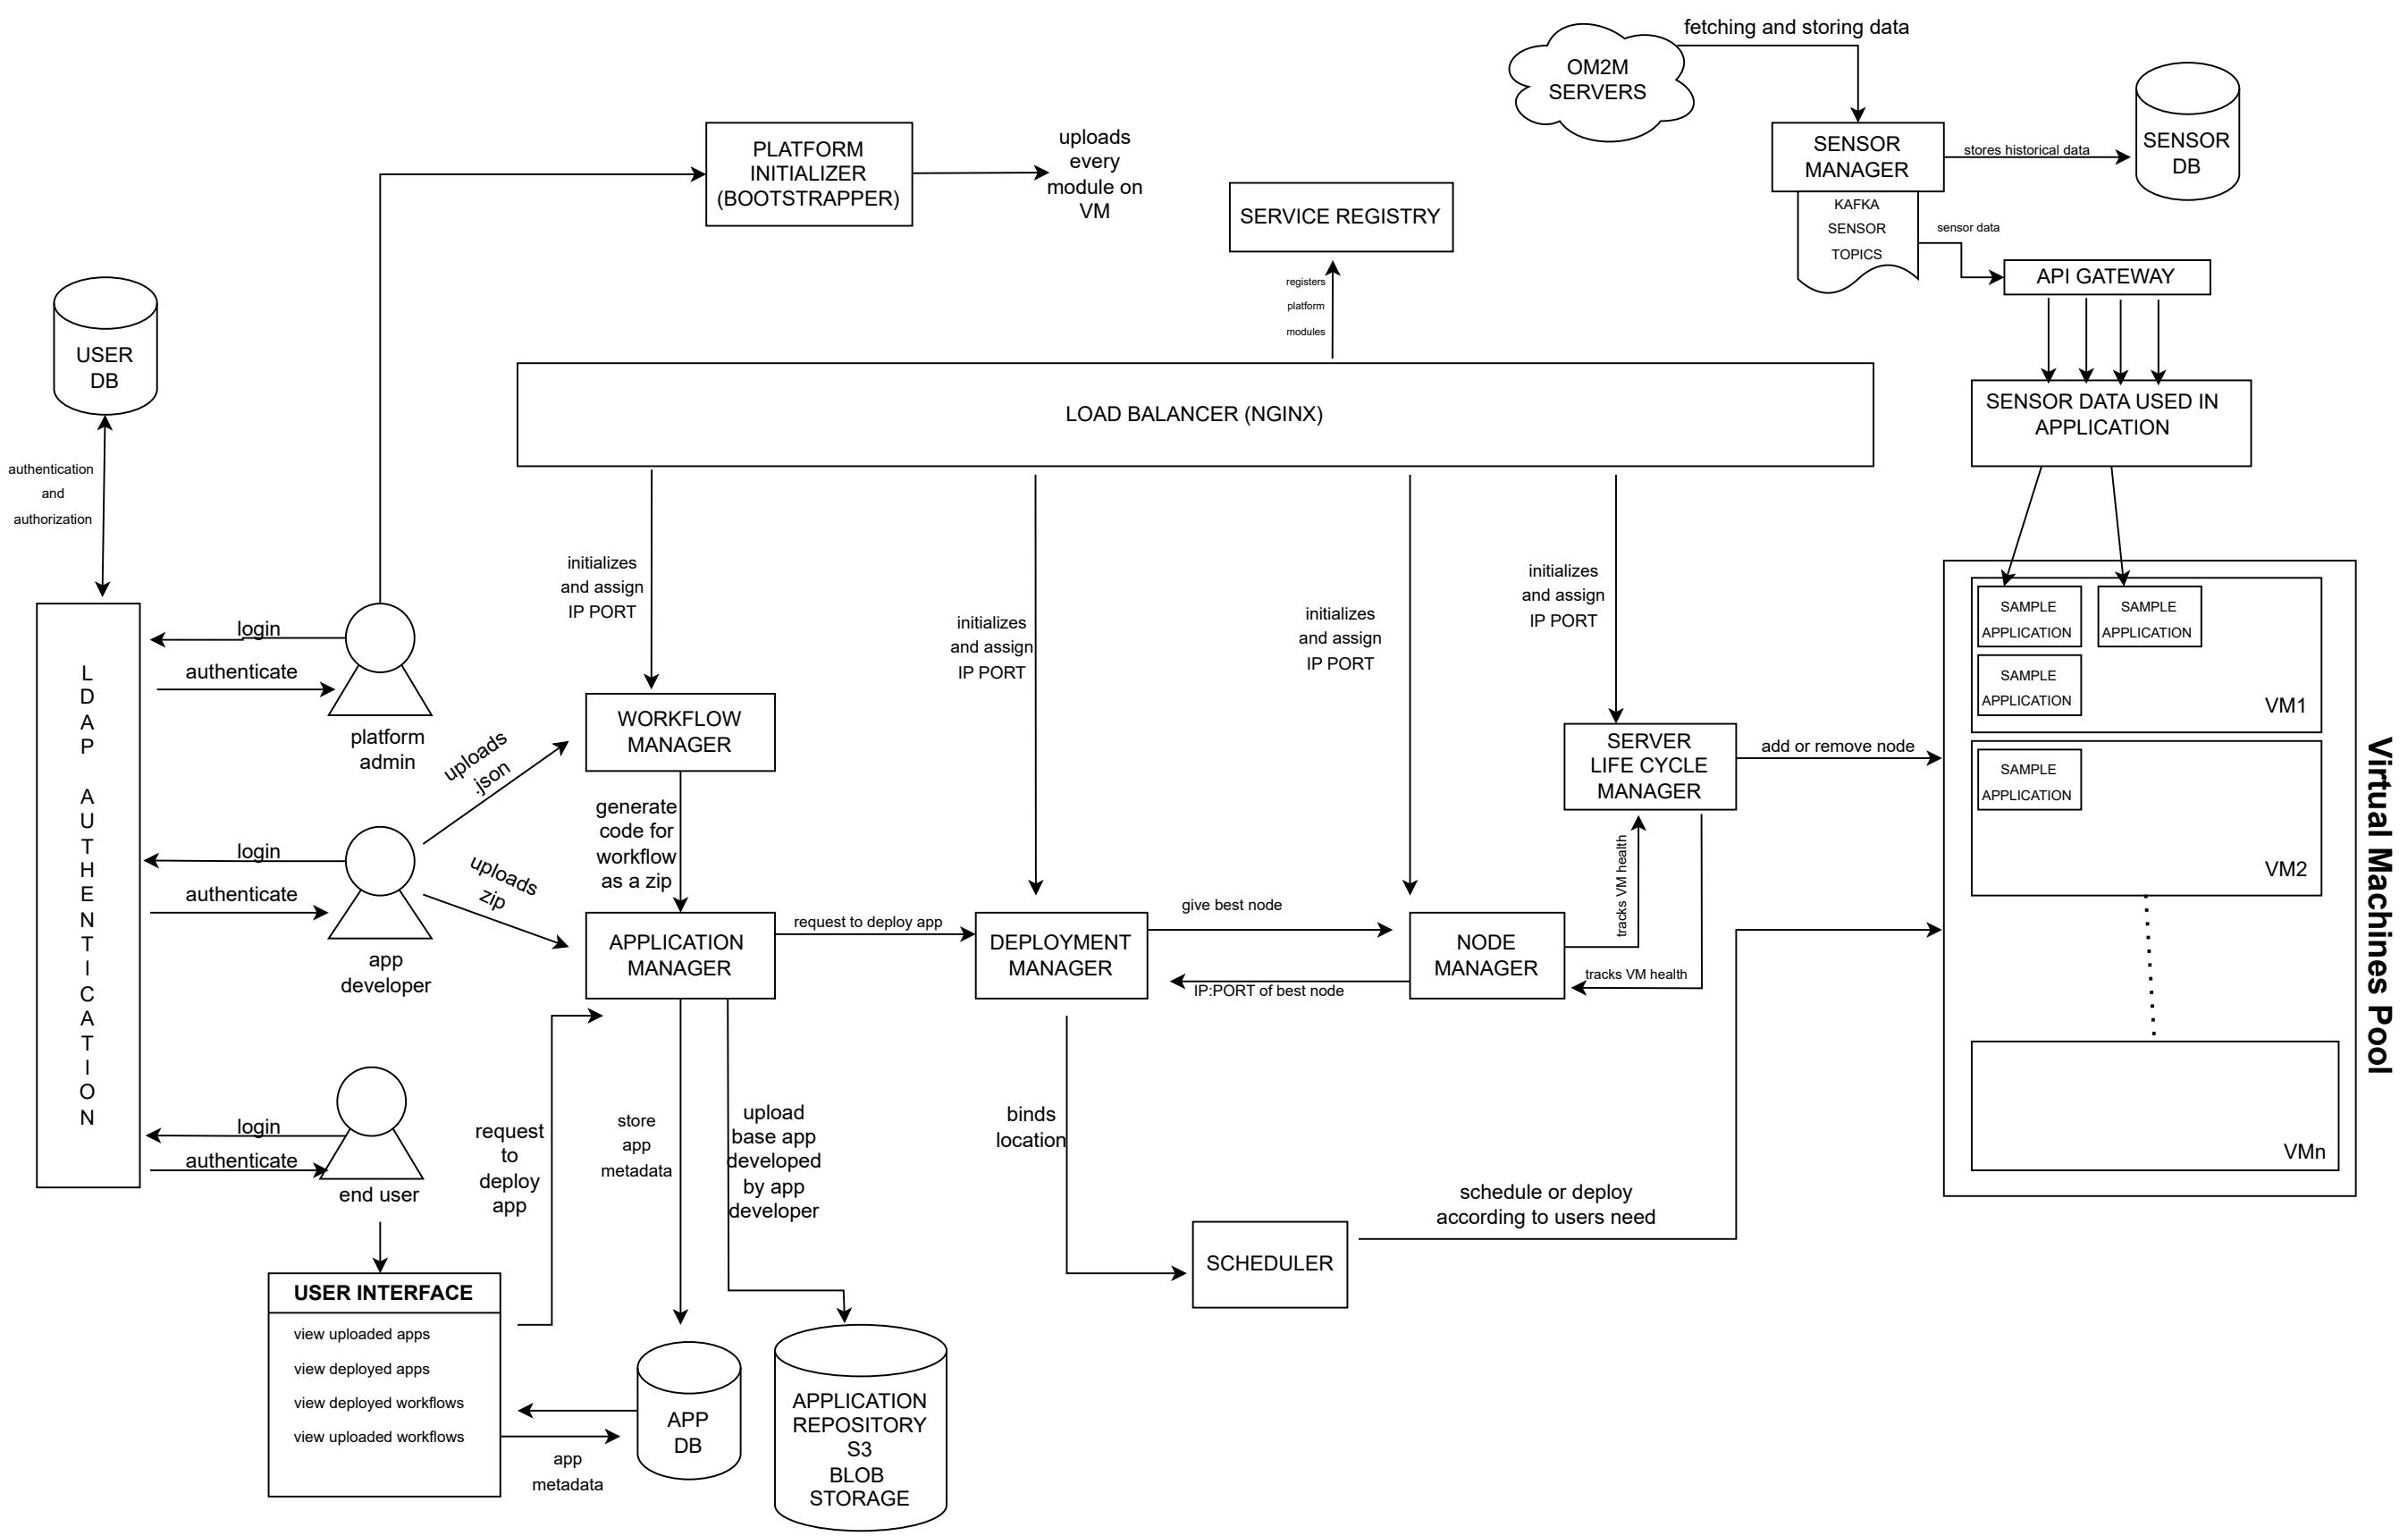 fetching and storing data
OM2M
SERVERS
PLATFORM
INITIALIZER
(BOOTSTRAPPER)
uploads
every
module on
VM
SENSOR
MANAGER
stores historical data
SENSOR
DB
SERVICE REGISTRY
KAFKA
SENSOR
TOPICS
sensor data
API GATEWAY
registers
platform
modules
USER
DB
LOAD BALANCER (NGINX)
SENSOR DATA USED IN
APPLICATION
authentication
and
authorization
initializes
and assign
IP PORT
initializes
and assign
IP PORT
initializes
and assign
IP PORT
initializes
and assign
IP PORT
L
D
A
P
A
U
T
H
E
N
T
I
C
A
T
I
O
N
login
authenticate
platform
admin
login
authenticate
app
developer
login
authenticate
end user
uploads
.json
uploads
zip
WORKFLOW
MANAGER
generate
code for
workflow
as a zip
APPLICATION
MANAGER
request to deploy app
DEPLOYMENT
MANAGER
give best node
IP:PORT of best node
NODE
MANAGER
tracks VM health
tracks VM health
SERVER
LIFE CYCLE
MANAGER
add or remove node
SAMPLE
APPLICATION
SAMPLE
APPLICATION
SAMPLE
APPLICATION
VM1
SAMPLE
APPLICATION
VM2
VMn
Virtual Machines Pool
request
to
deploy
app
store
app
metadata
upload
base app
developed
by app
developer
binds
location
SCHEDULER
schedule or deploy
according to users need
USER INTERFACE
view uploaded apps
view deployed apps
view deployed workflows
view uploaded workflows
app
metadata
APP
DB
APPLICATION
REPOSITORY
S3
BLOB
STORAGE